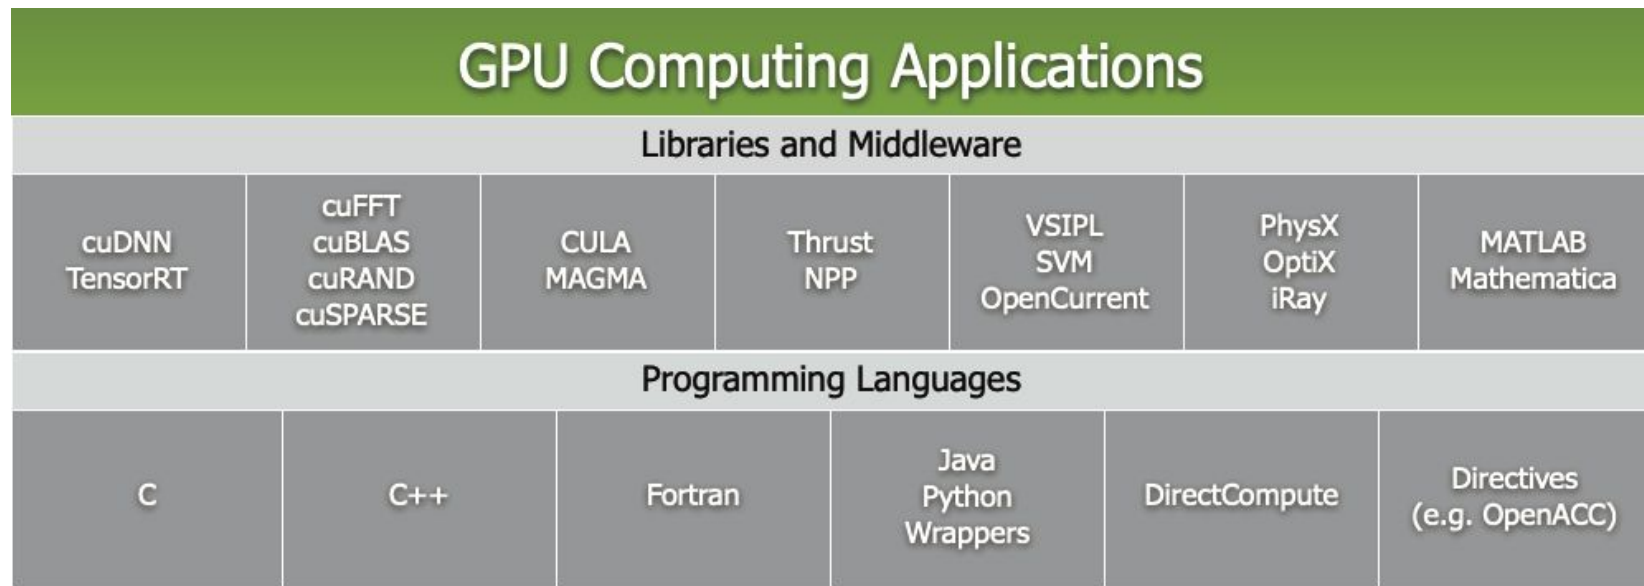 GPU Computing Applications
Libraries and Middleware
cuDNN
TensorRT
cuFFT
cuBLAS
cuRAND
cuSPARSE
CULA
MAGMA
Thrust
NPP
VSIPL
SVM
OpenCurrent
PhysX
OptiX
iRay
MATLAB
Mathematica
Programming Languages
C
C++
Fortran
Java
Python
Wrappers
DirectCompute
Directives
(e.g. OpenACC)